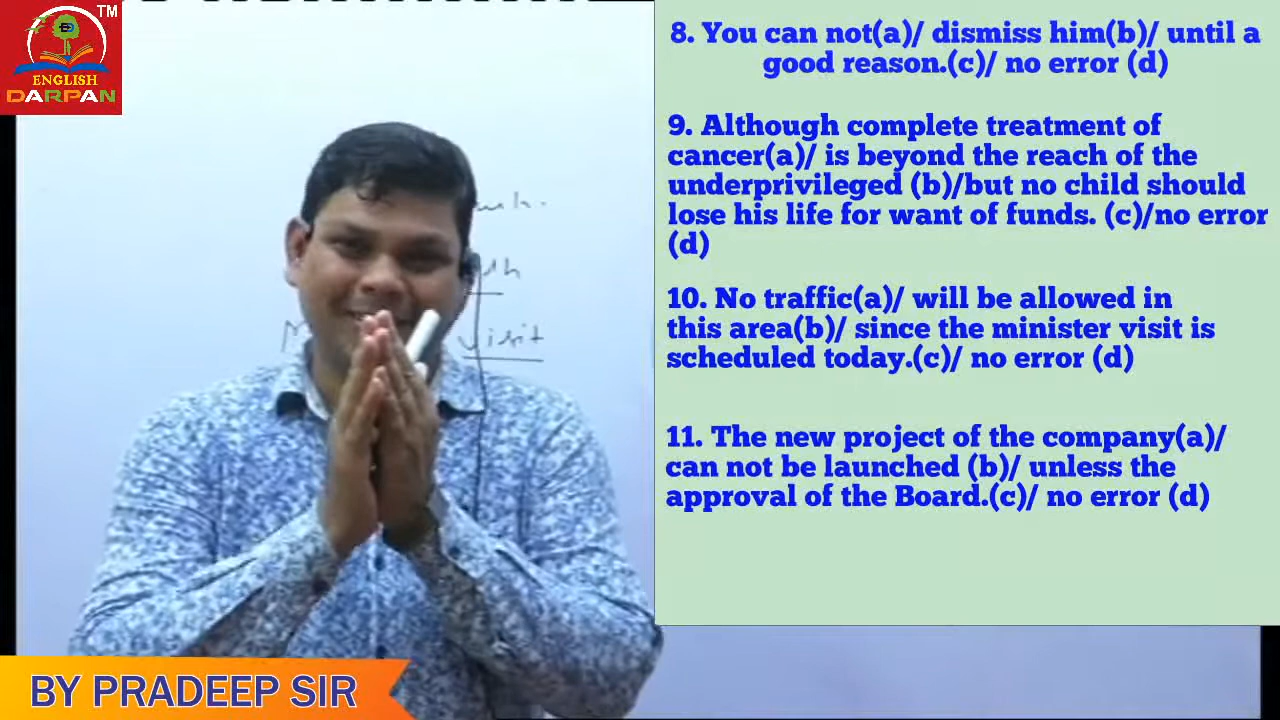 TM
ENGLISH
DARPAN
8. You can not(a)/ dismiss him(b)/ until a
good reason.(c)/ no error (d)
9. Although complete treatment of
cancer(a)/ is beyond the reach of the
underprivileged (b)/but no child should
lose his life for want of funds. (c)/no error
(d)
10. No traffic(a)/ will be allowed in
this area(b)/ since the minister visit is
scheduled today.(c)/ no error (d)
11. The new project of the company(a)/
can not be launched (b)/ unless the
approval of the Board.(c)/ no error (d)
visit
BY PRADEEP SIR